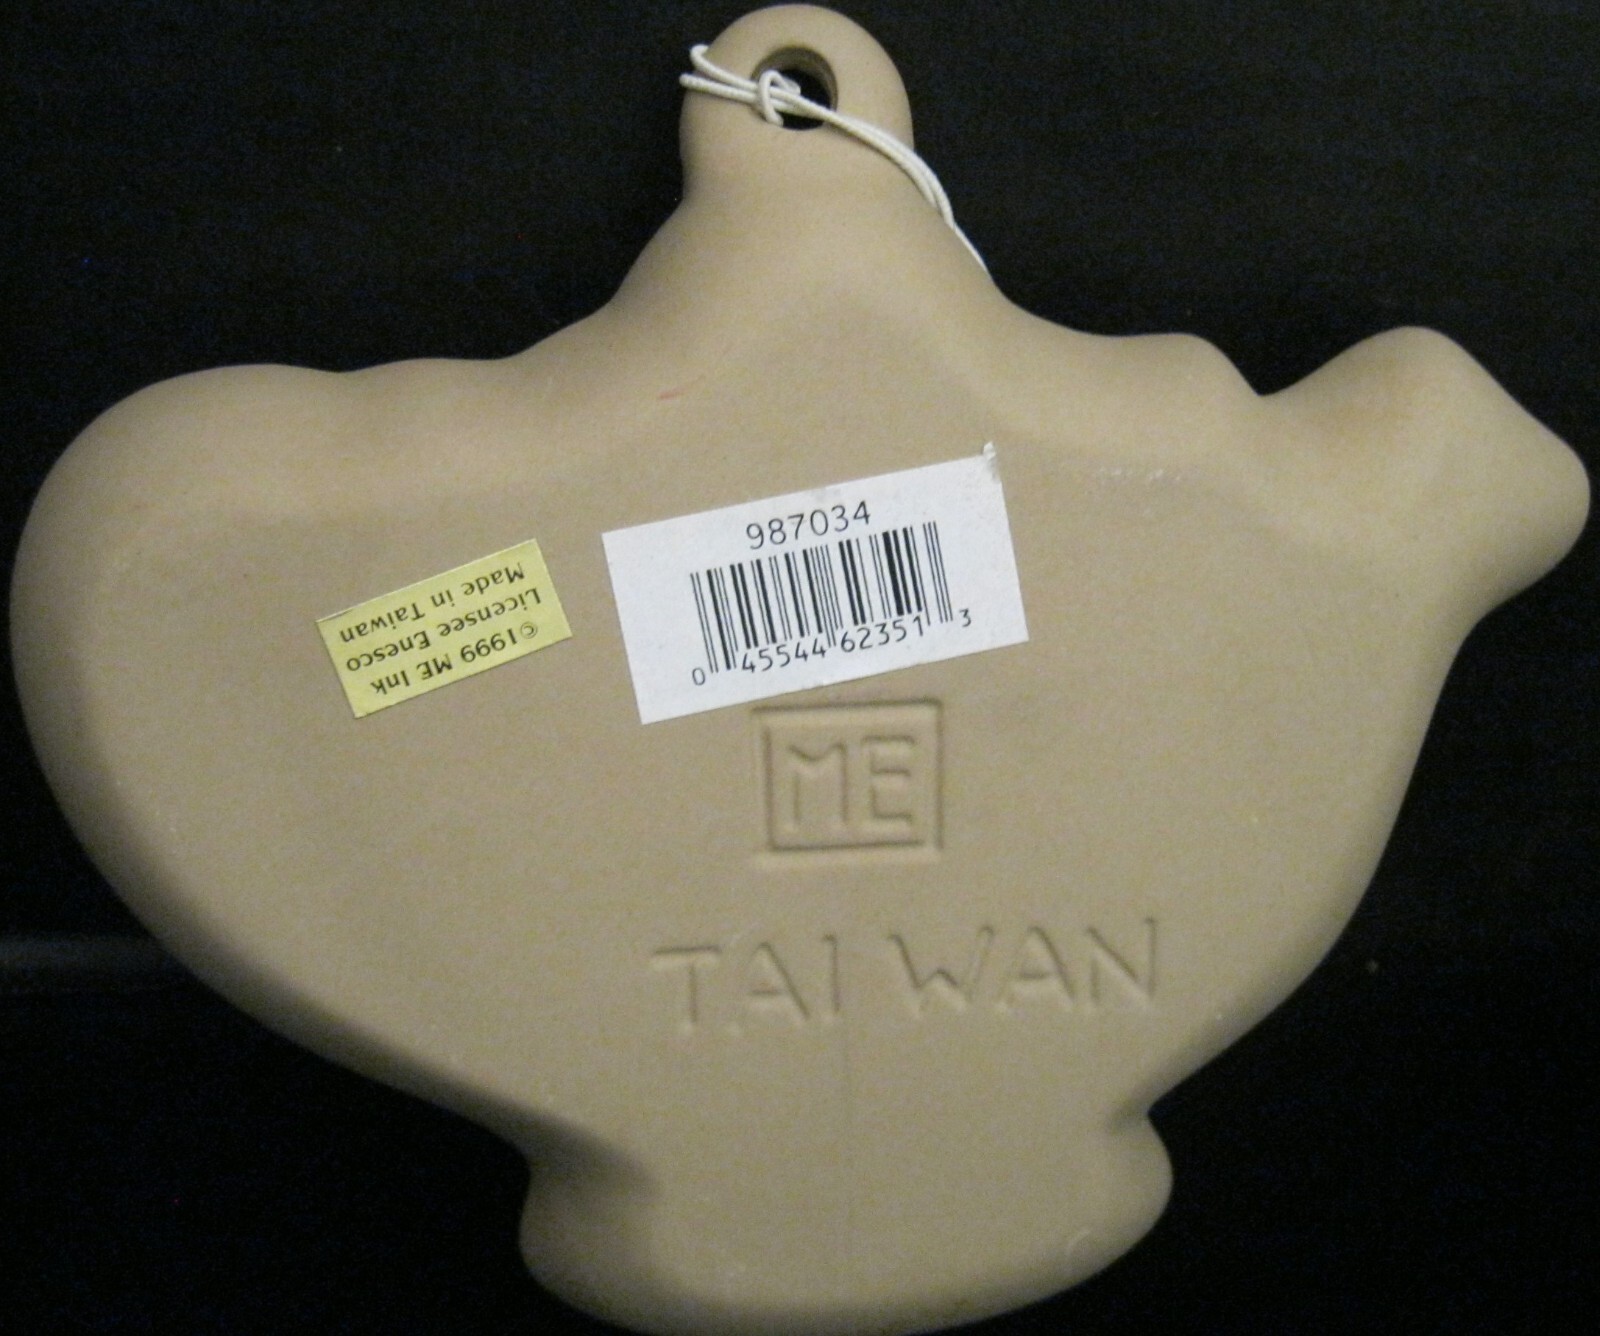 987034
0 45544 62351 3
©1999 ME Ink
Licensee Enesco
Made in Taiwan
ME
TAIWAN